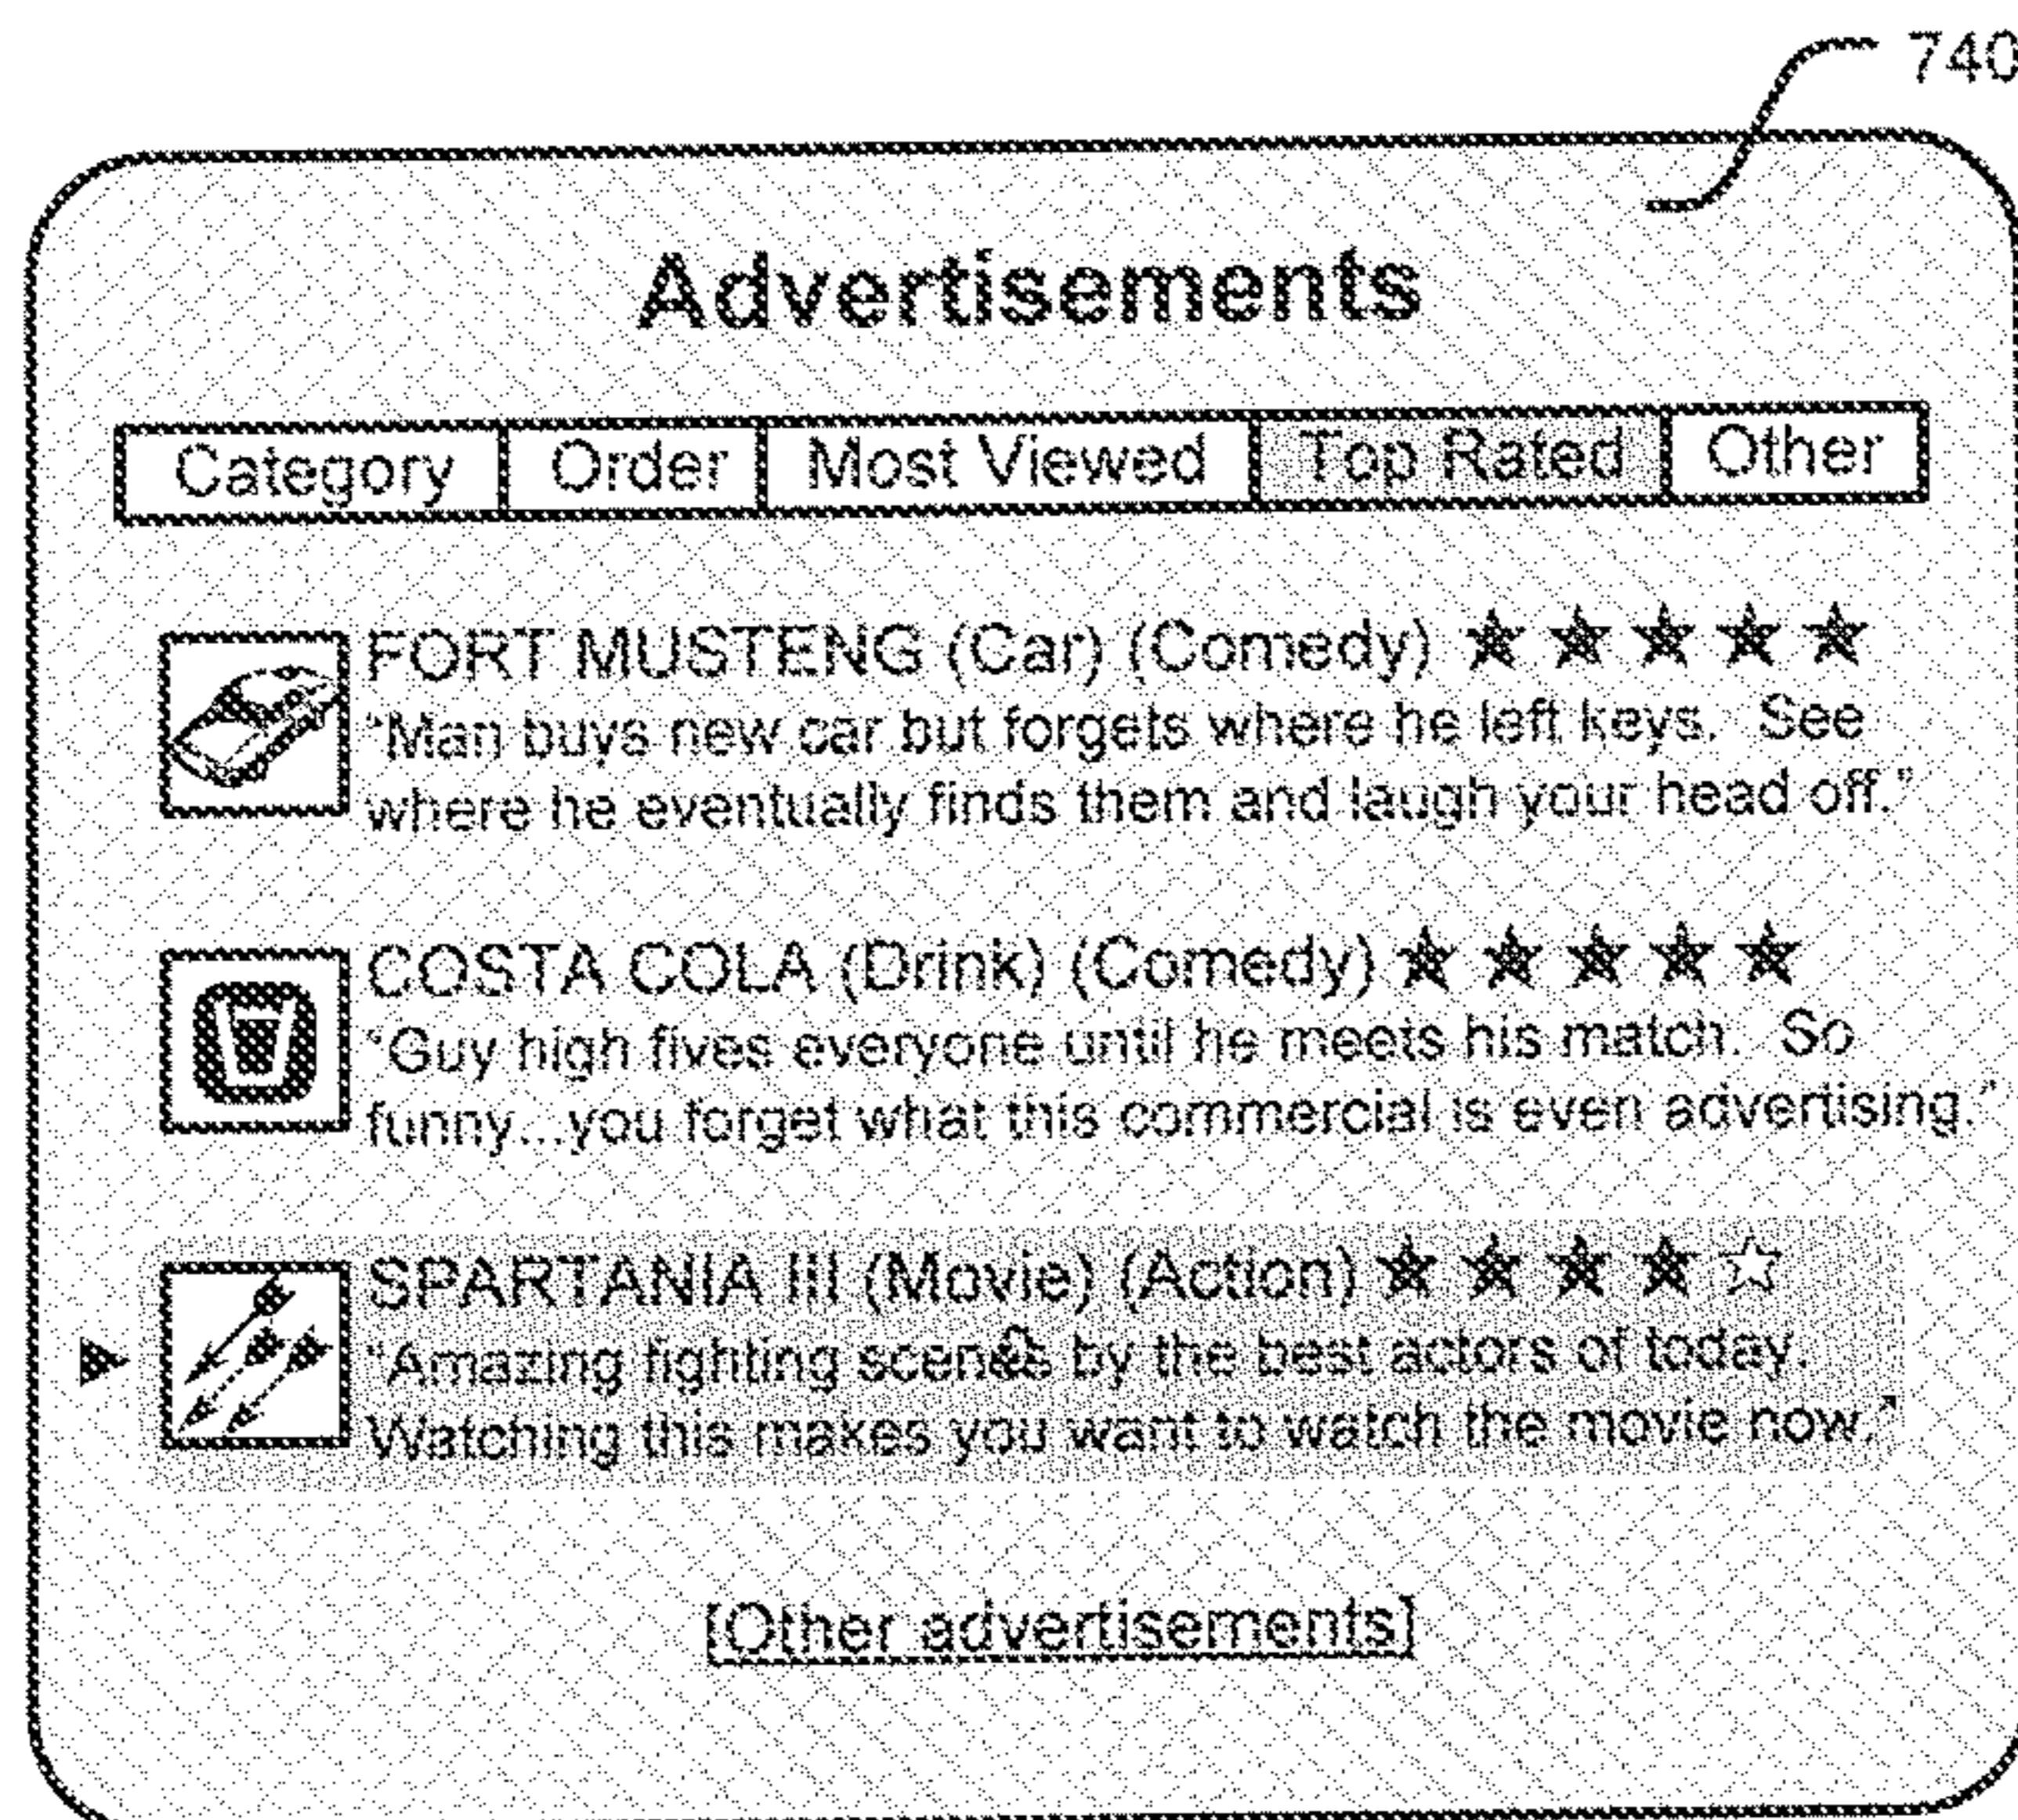 740
Advertisements
Category Order Most Viewed Top Rated Other
FORT MUSTENG (Car) (Comedy)
"Man buys new car but forgets where he left keys. See
where he eventually finds them and laugh your head off."
COSTA COLA (Drink) (Comedy)
"Guy high fives everyone until he meets his match. So
funny...you forget what this commercial is even advertising."
SPARTANIA III (Movie) (Action)
"Amazing fighting scenes by the best actors of today.
Watching this makes you want to watch the movie now."
[Other advertisements]